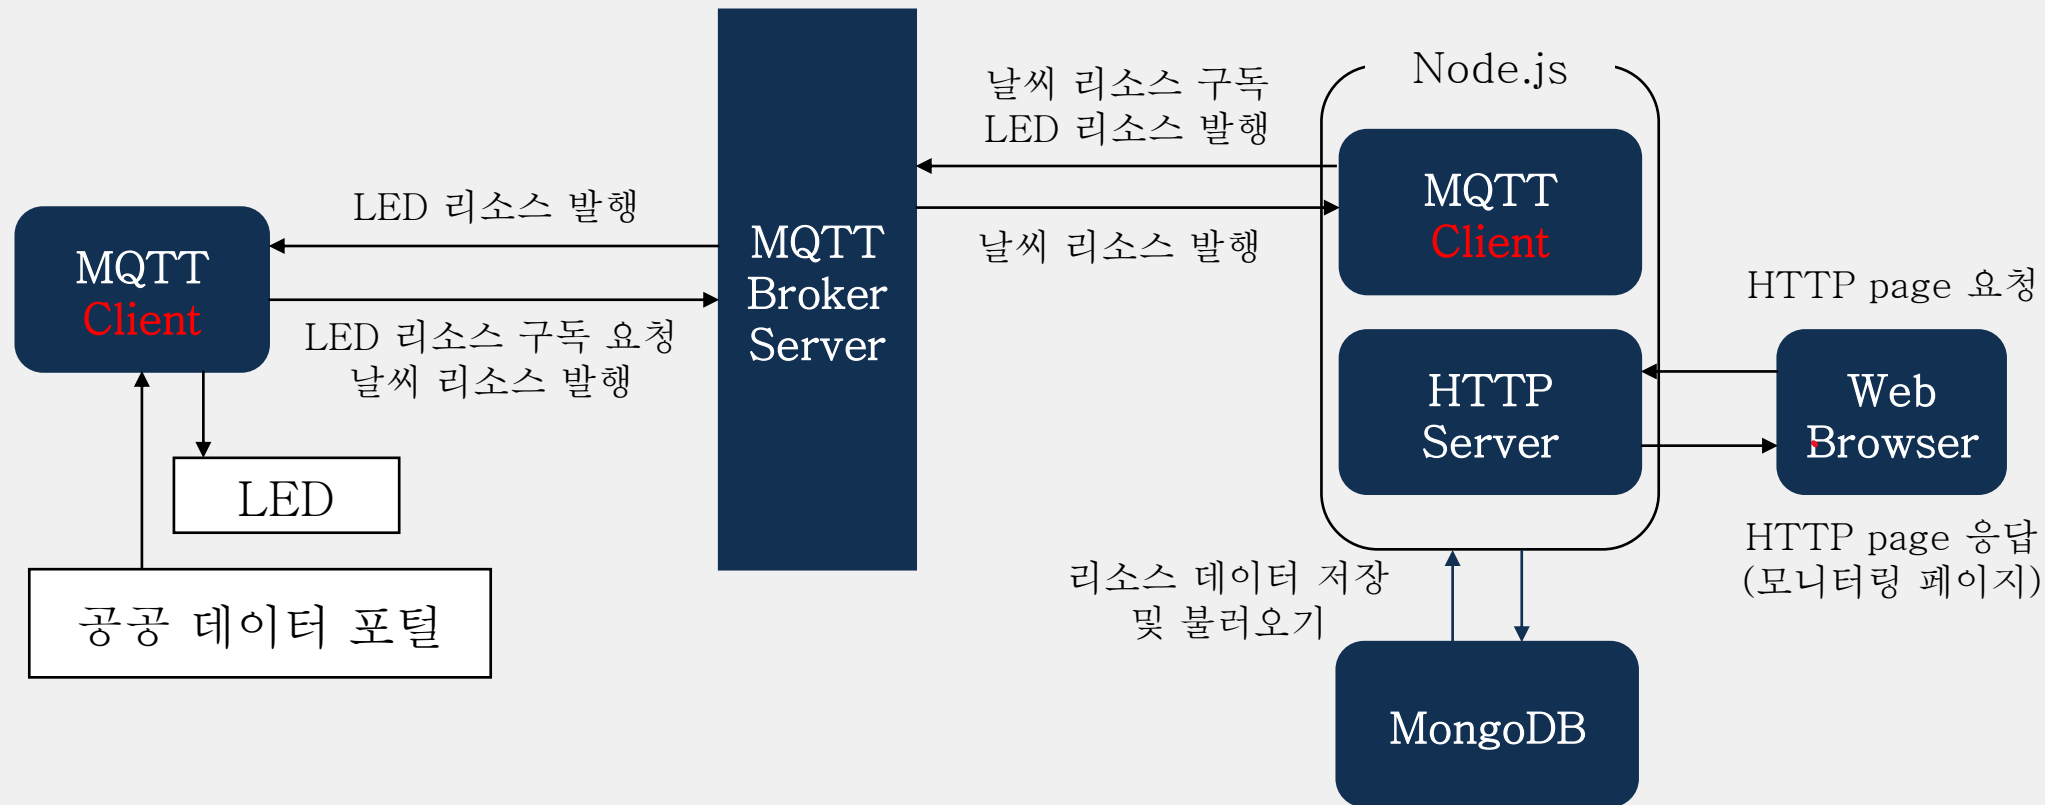 Node.js
날씨 리소스 구독
LED 리소스 발행
MQTT
Client
LED 리소스 발행
MQTT
Broker
Server
날씨 리소스 발행
MQTT
Client
HTTP page 요청
LED 리소스 구독 요청
날씨 리소스 발행
HTTP
Server
Web
Browser
LED
HTTP page 응답
(모니터링 페이지)
리소스 데이터 저장
및 불러오기
공공 데이터 포털
MongoDB